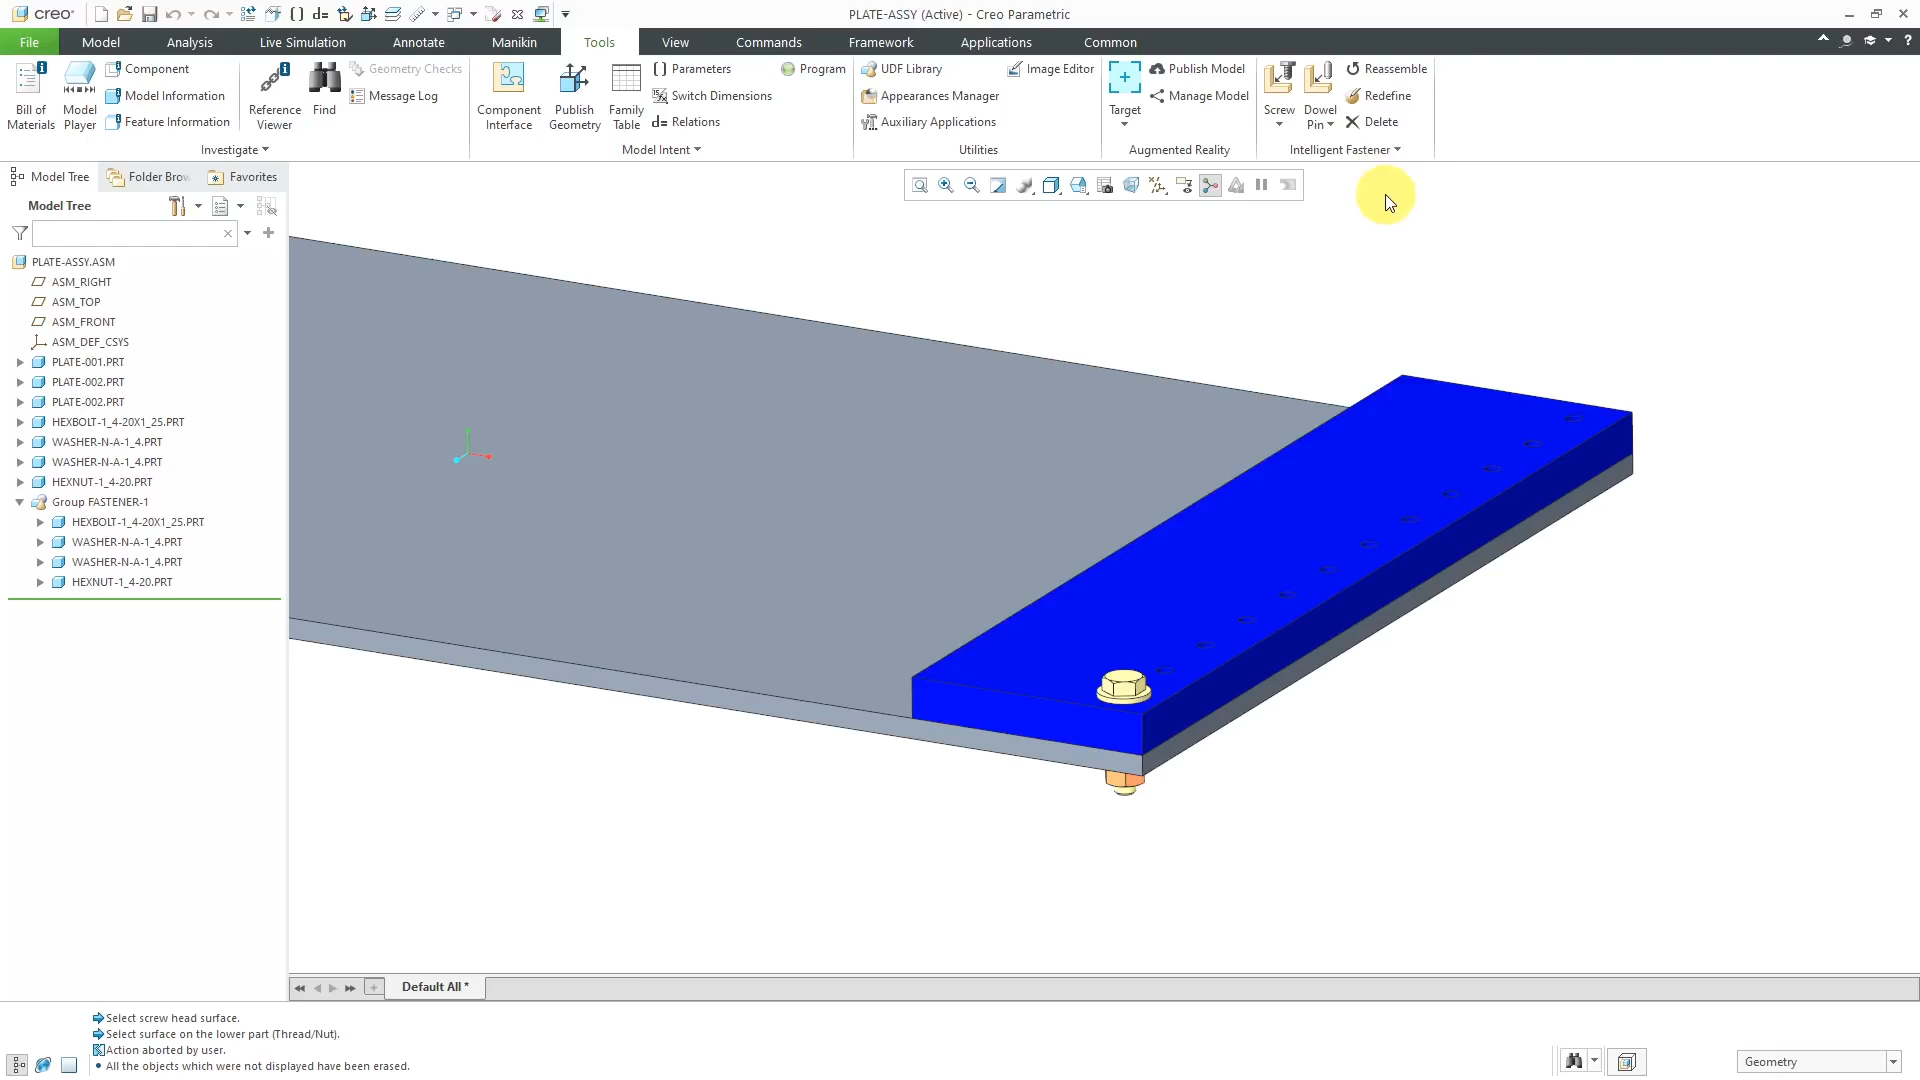 creo
PLATE-ASSY (Active) - Creo Parametric
File
Model
Analysis
Live Simulation
Annotate
Manikin
Tools
View
Commands
Framework
Applications
Common
Bill of Materials
Model Player
Component
Model Information
Feature Information
Reference Viewer
Find
Geometry Checks
Message Log
Investigate
Component Interface
Publish Geometry
Family Table
Parameters
Switch Dimensions
Relations
Program
Model Intent
UDF Library
Appearances Manager
Auxiliary Applications
Image Editor
Utilities
Target
Publish Model
Manage Model
Augmented Reality
Screw
Dowel Pin
Reassemble
Redefine
Delete
Intelligent Fastener
Model Tree
Folder Brow
Favorites
Model Tree
PLATE-ASSY.ASM
ASM_RIGHT
ASM_TOP
ASM_FRONT
ASM_DEF_CSYS
PLATE-001.PRT
PLATE-002.PRT
PLATE-002.PRT
HEXBOLT-1_4-20X1_25.PRT
WASHER-N-A-1_4.PRT
WASHER-N-A-1_4.PRT
HEXNUT-1_4-20.PRT
Group FASTENER-1
HEXBOLT-1_4-20X1_25.PRT
WASHER-N-A-1_4.PRT
WASHER-N-A-1_4.PRT
HEXNUT-1_4-20.PRT
Default All *
Select screw head surface.
Select surface on the lower part (Thread/Nut).
Action aborted by user.
• All the objects which were not displayed have been erased.
Geometry